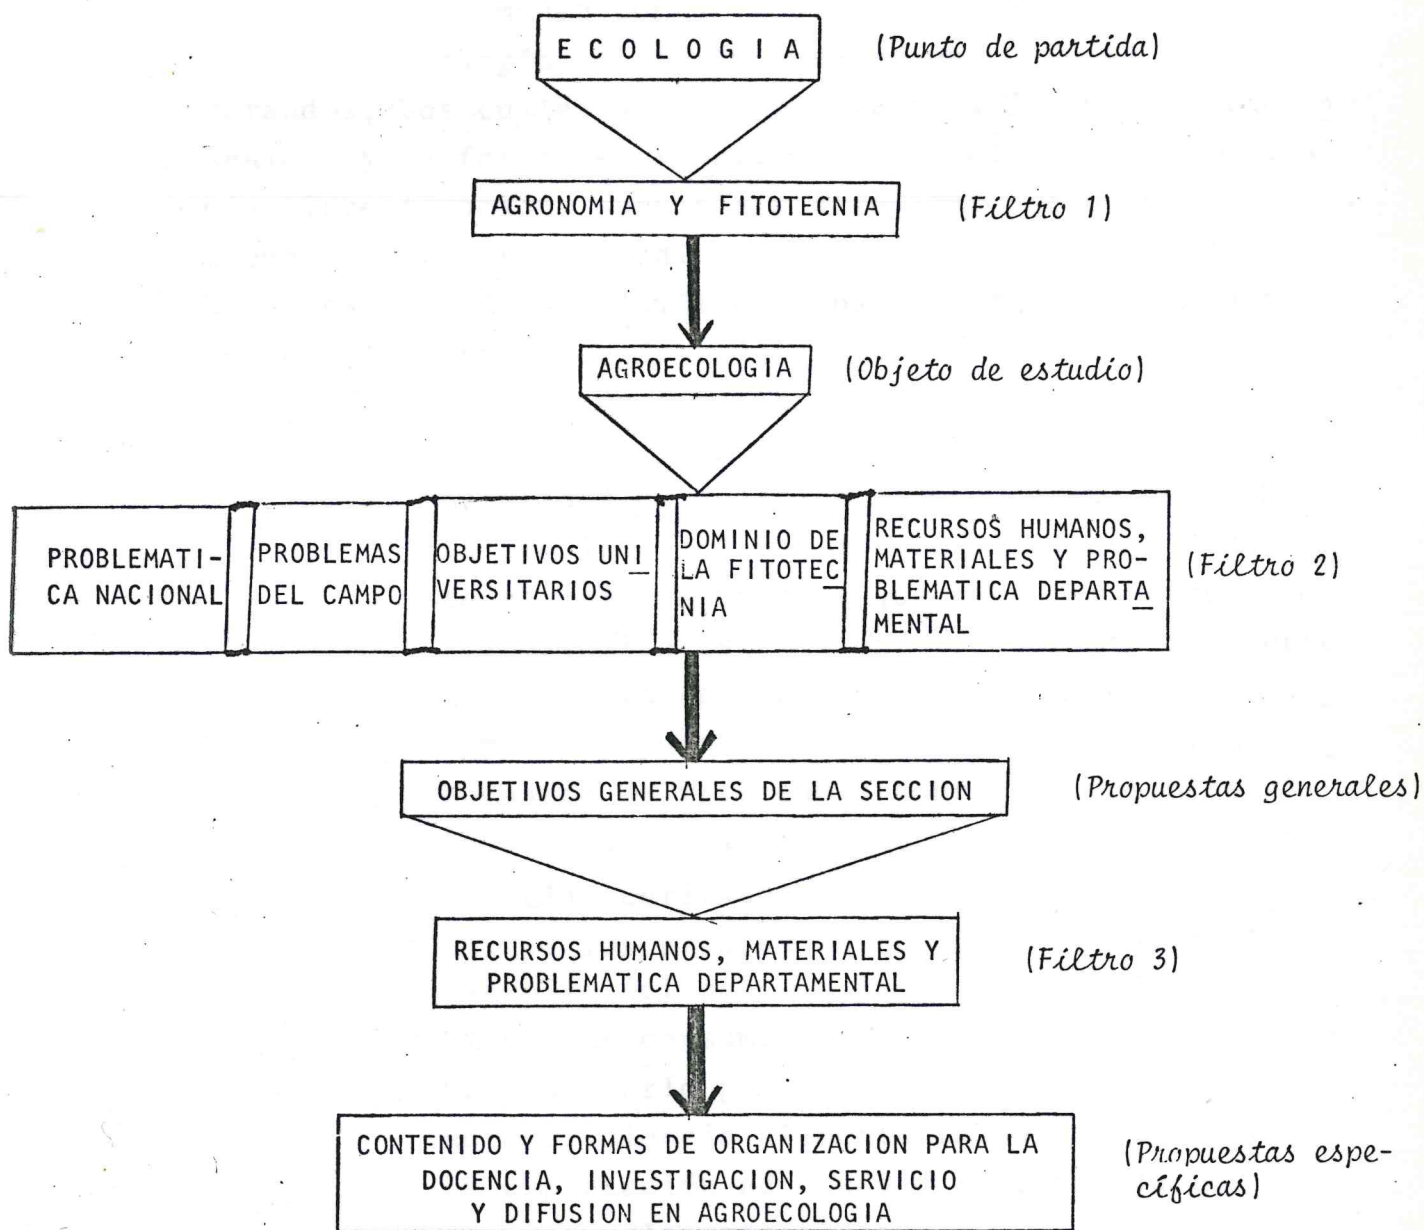 E C O L O G I A (Punto de partida)
AGRONOMIA Y FITOTECNIA (Filtro 1)
AGROECOLOGIA (Objeto de estudio)
PROBLEMATI-
CA NACIONAL
PROBLEMAS
DEL CAMPO
OBJETIVOS UNI
VERSITARIOS
DOMINIO DE
LA FITOTEC
NIA
RECURSOS HUMANOS,
MATERIALES Y PRO-
BLEMATICA DEPARTA
MENTAL
(Filtro 2)
OBJETIVOS GENERALES DE LA SECCION (Propuestas generales)
RECURSOS HUMANOS, MATERIALES Y
PROBLEMATICA DEPARTAMENTAL
(Filtro 3)
CONTENIDO Y FORMAS DE ORGANIZACION PARA LA
DOCENCIA, INVESTIGACION, SERVICIO
Y DIFUSION EN AGROECOLOGIA
(Propuestas espe-
cíficas)